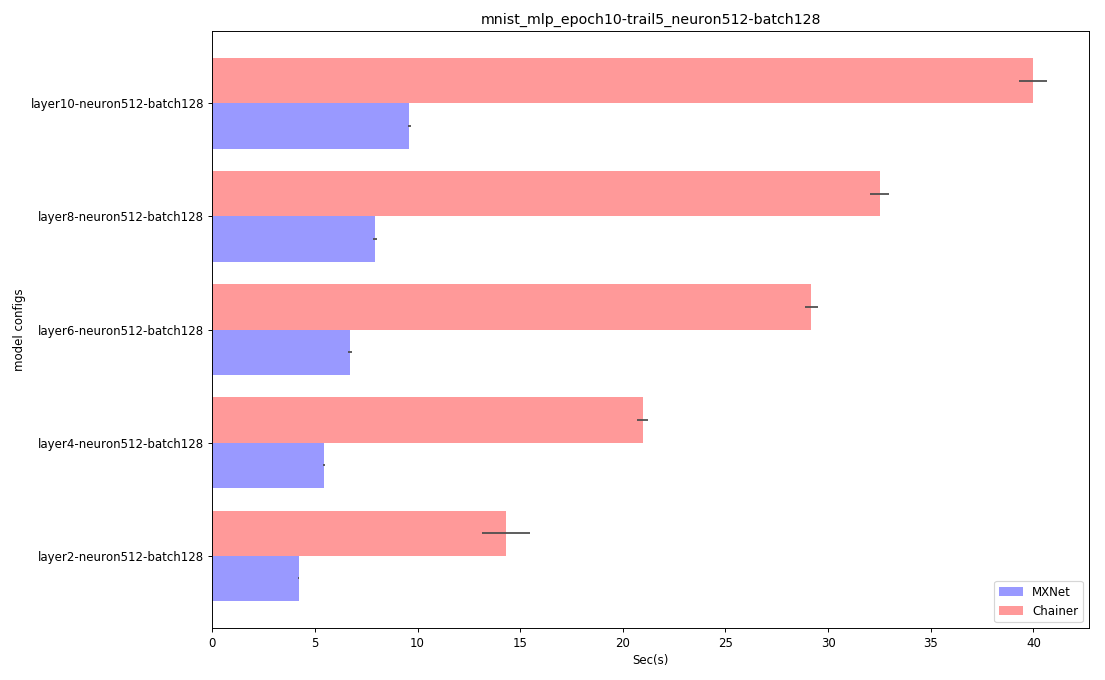 mnist_mlp_epoch10-trail5_neuron512-batch128
model configs
layer10-neuron512-batch128
layer8-neuron512-batch128
layer6-neuron512-batch128
layer4-neuron512-batch128
layer2-neuron512-batch128
MXNet
Chainer
0 5 10 15 20 25 30 35 40
Sec(s)